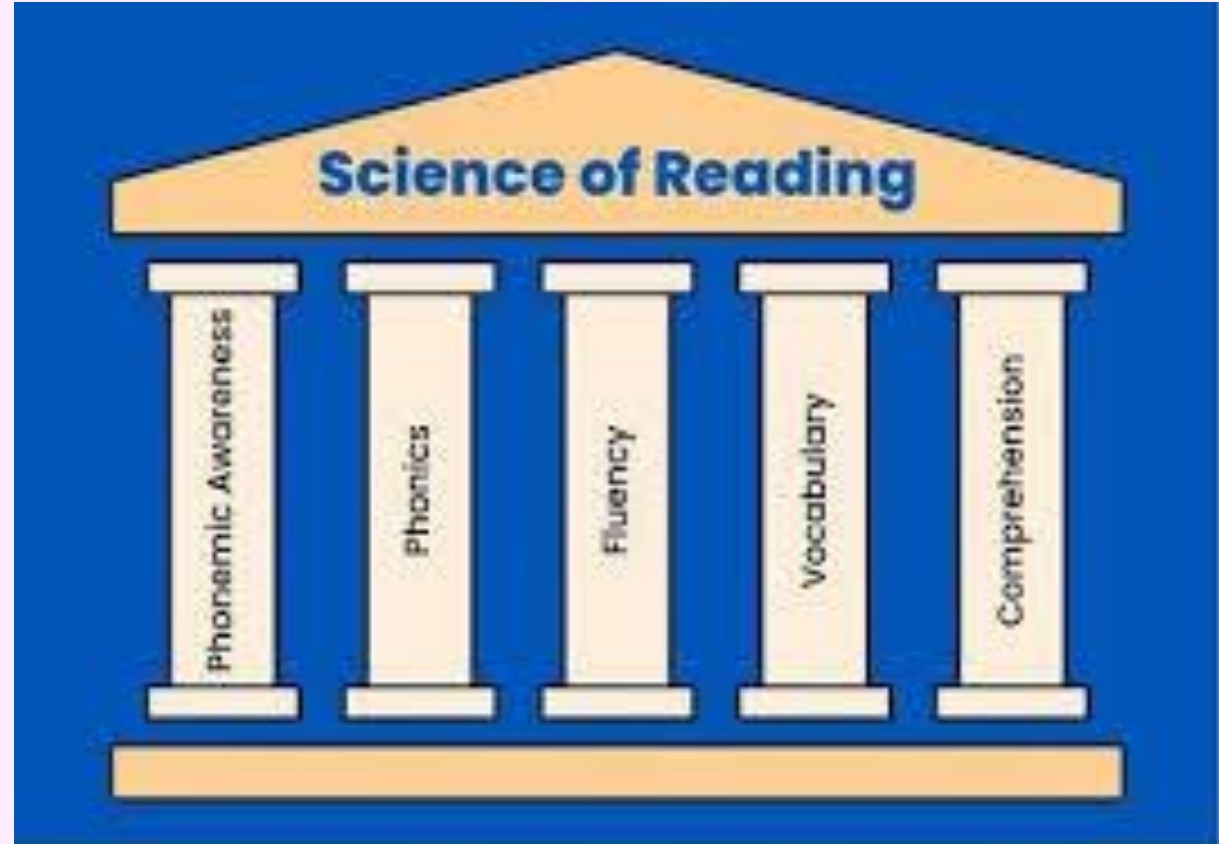 Science of Reading
Phonemic Awareness
Phonics
Fluency
Vocabulary
Comprehension